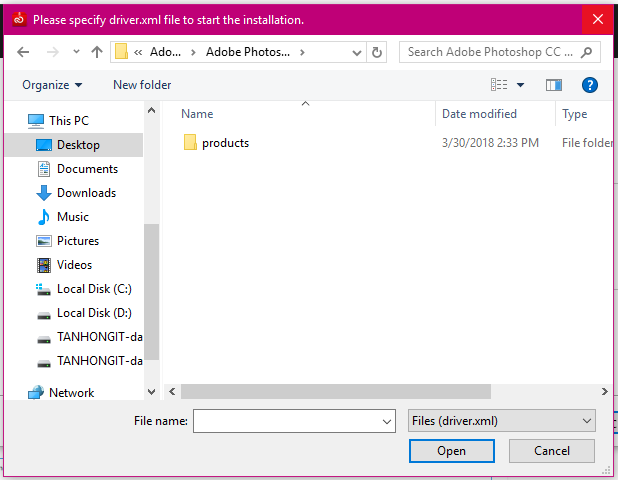 Please specify driver.xml file to start the installation.
« Ado... › Adobe Photos... ›
Search Adobe Photoshop CC ...
Organize
New folder
Name
Date modified
Type
This PC
Desktop
Documents
Downloads
Music
Pictures
Videos
Local Disk (C:)
Local Disk (D:)
TANHONGIT-da
TANHONGIT-da
Network
products
3/30/2018 2:33 PM
File folder
File name:
Files (driver.xml)
Open
Cancel